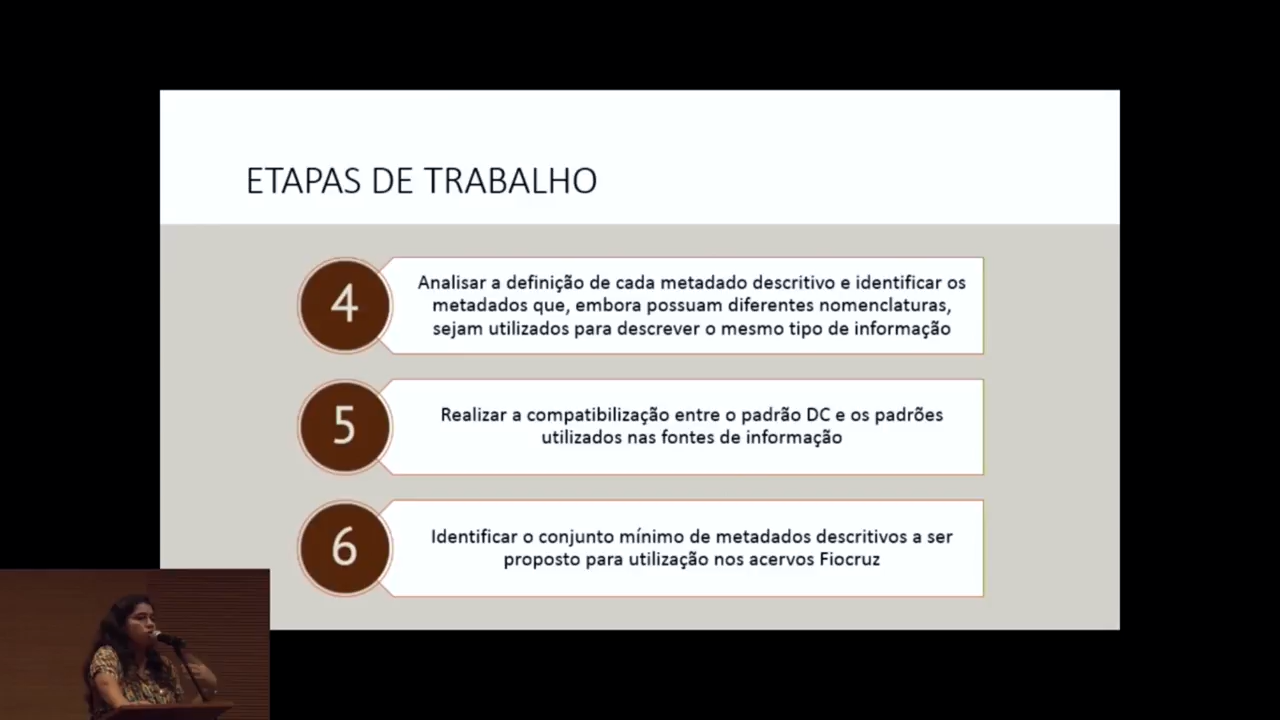 ETAPAS DE TRABALHO
4
Analisar a definição de cada metadado descritivo e identificar os
metadados que, embora possuam diferentes nomenclaturas,
sejam utilizados para descrever o mesmo tipo de informação
5
Realizar a compatibilização entre o padrão DC e os padrões
utilizados nas fontes de informação
6
Identificar o conjunto mínimo de metadados descritivos a ser
proposto para utilização nos acervos Fiocruz